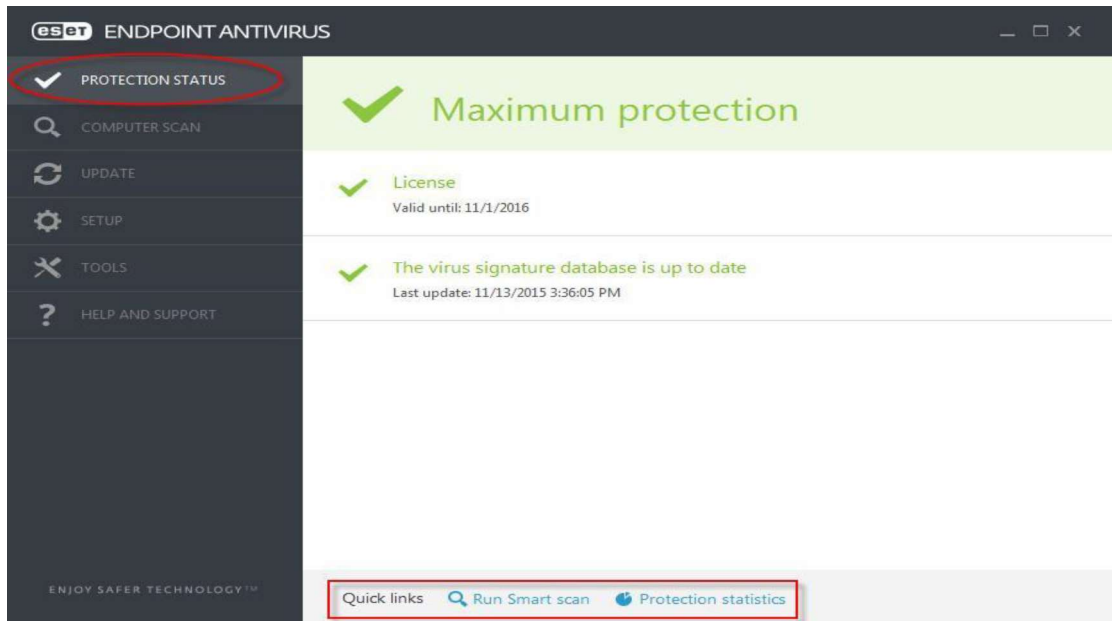 eset ENDPOINT ANTIVIRUS
PROTECTION STATUS
COMPUTER SCAN
UPDATE
SETUP
TOOLS
HELP AND SUPPORT
ENJOY SAFER TECHNOLOGY™
Maximum protection
License
Valid until: 11/1/2016
The virus signature database is up to date
Last update: 11/13/2015 3:36:05 PM
Quick links Run Smart scan Protection statistics